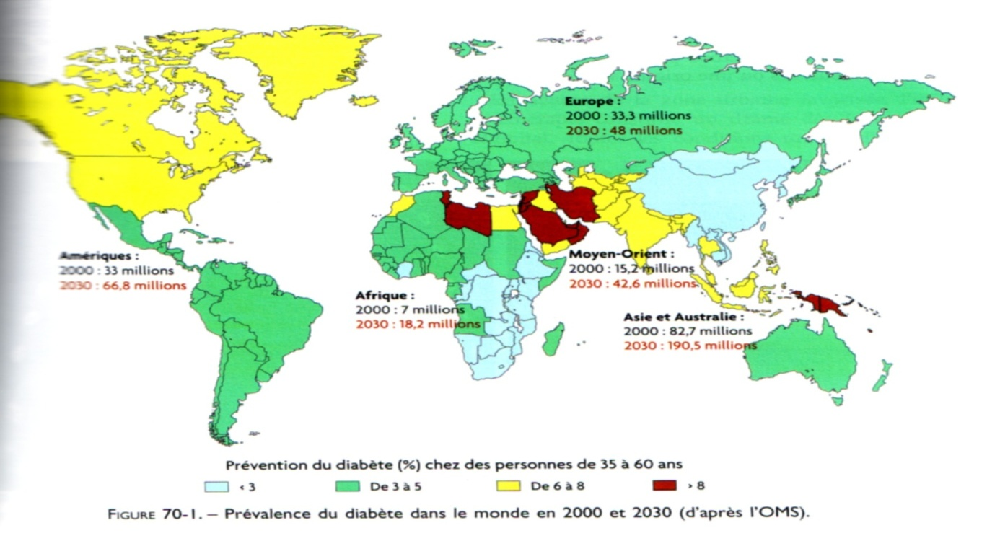 Europe :
2000 : 33,3 millions
2030 : 48 millions
Amériques :
2000 : 33 millions
2030 : 66,8 millions
Moyen-Orient :
2000 : 15,2 millions
2030 : 42,6 millions
Afrique :
2000 : 7 millions
2030 : 18,2 millions
Asie et Australie :
2000 : 82,7 millions
2030 : 190,5 millions
Prévention du diabète (%) chez des personnes de 35 à 60 ans
< 3 De 3 à 5 De 6 à 8 > 8
FIGURE 70-1. – Prévalence du diabète dans le monde en 2000 et 2030 (d'après l'OMS).